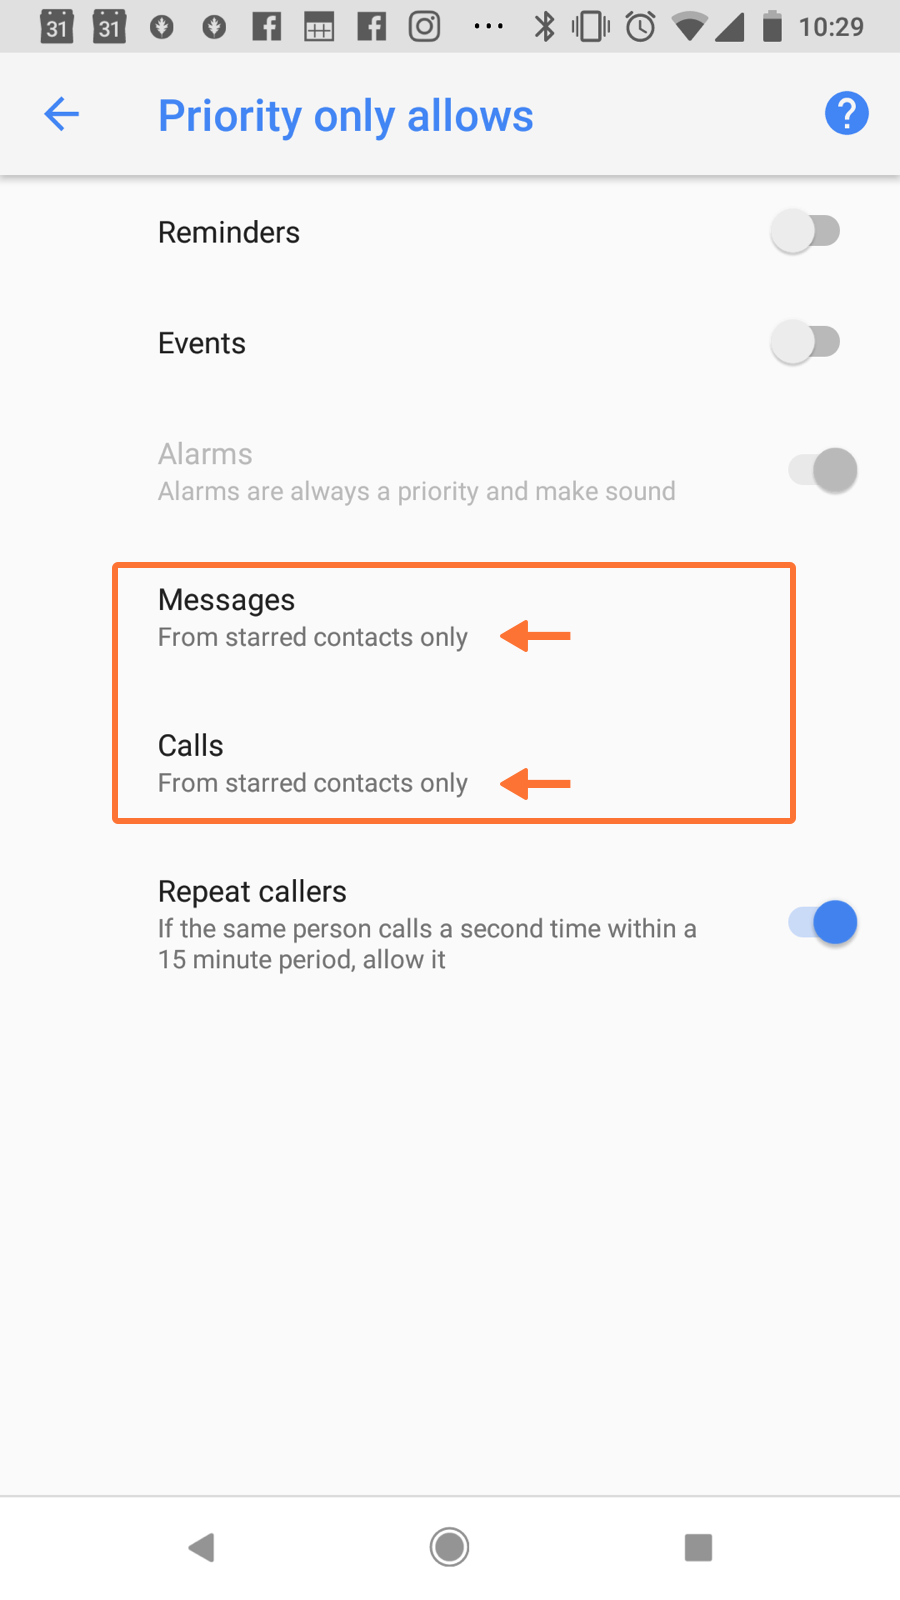 31 31 10:29
Priority only allows
Reminders
Events
Alarms
Alarms are always a priority and make sound
Messages
From starred contacts only
Calls
From starred contacts only
Repeat callers
If the same person calls a second time within a
15 minute period, allow it